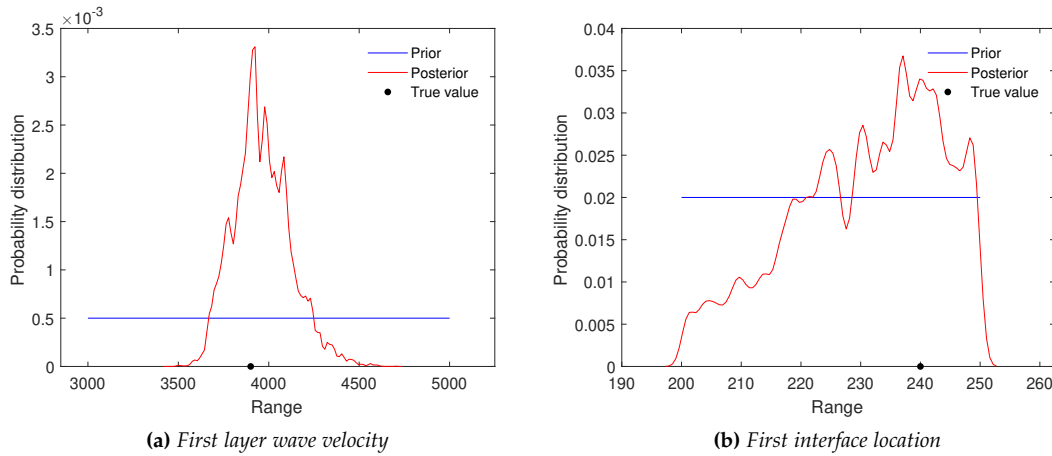 ×10⁻³
3.5
3
2.5
2
1.5
1
0.5
0
Probability distribution
3000 3500 4000 4500 5000
Range
Prior
Posterior
True value
(a) First layer wave velocity
0.04
0.035
0.03
0.025
0.02
0.015
0.01
0.005
0
Probability distribution
190 200 210 220 230 240 250 260
Range
Prior
Posterior
True value
(b) First interface location